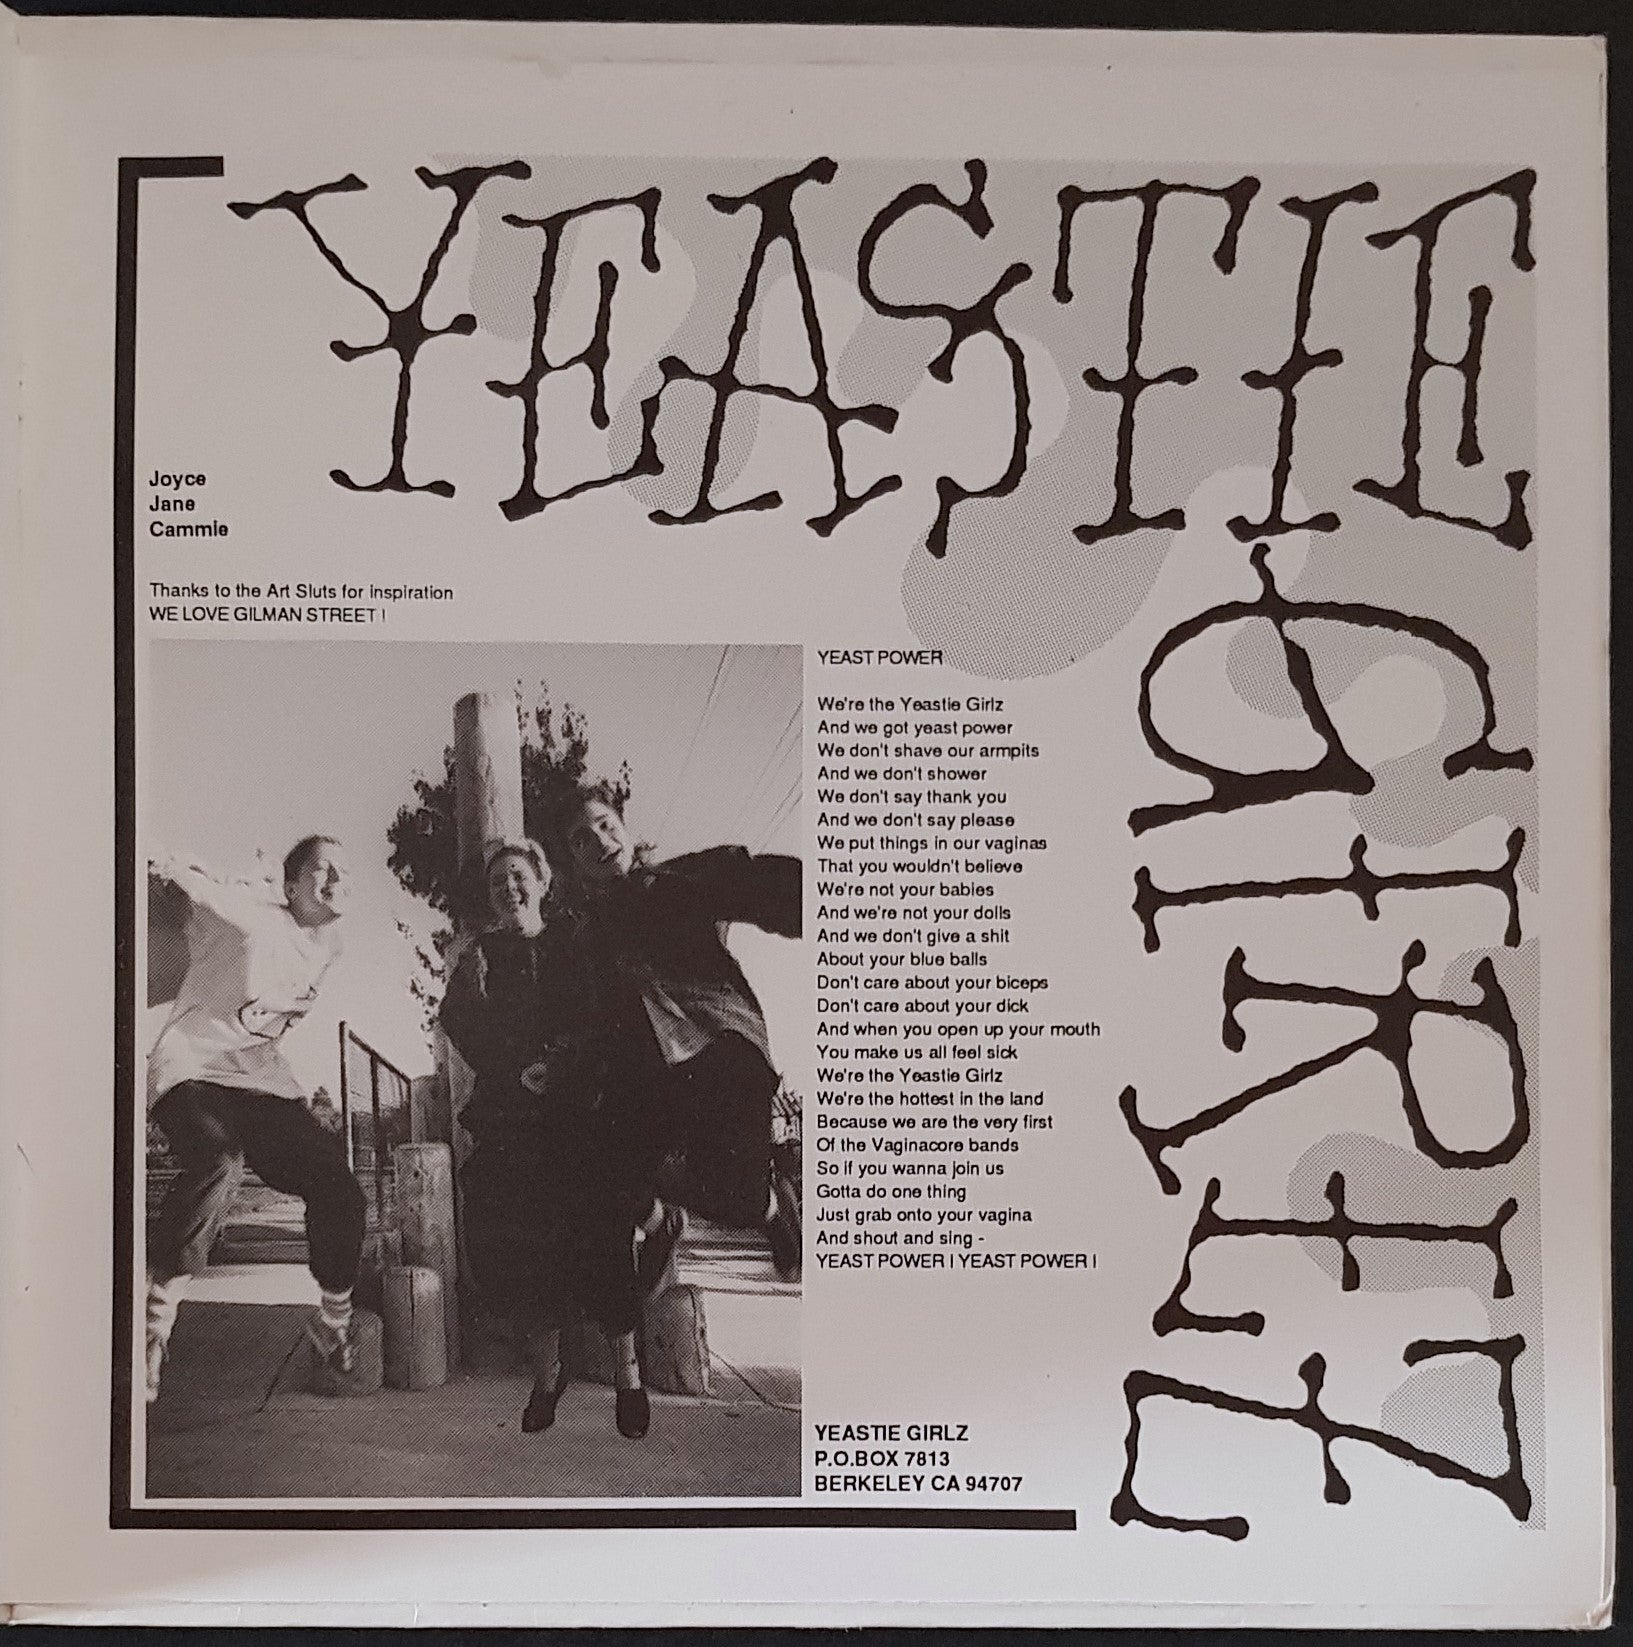 YEASTIE
GIRLZ
Joyce
Jane
Cammie
Thanks to the Art Sluts for inspiration
WE LOVE GILMAN STREET !
YEAST POWER
We're the Yeastie Girlz
And we got yeast power
We don't shave our armpits
And we don't shower
We don't say thank you
And we don't say please
We put things in our vaginas
That you wouldn't believe
We're not your babies
And we're not your dolls
And we don't give a shit
About your blue balls
Don't care about your biceps
Don't care about your dick
And when you open up your mouth
You make us all feel sick
We're the Yeastie Girlz
We're the hottest in the land
Because we are the very first
Of the Vaginacore bands
So if you wanna join us
Gotta do one thing
Just grab onto your vagina
And shout and sing -
YEAST POWER ! YEAST POWER !
YEASTIE GIRLZ
P.O.BOX 7813
BERKELEY CA 94707